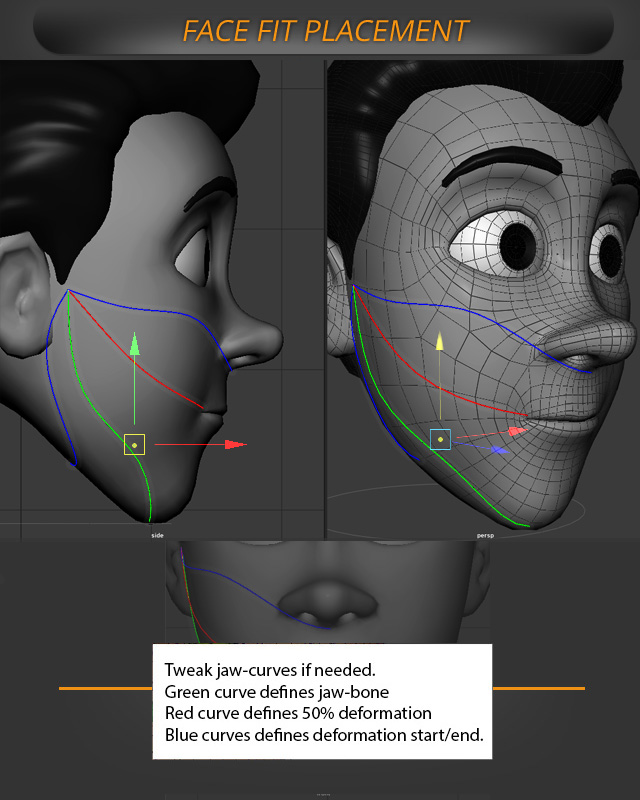 FACE FIT PLACEMENT
side
persp
Tweak jaw-curves if needed.
Green curve defines jaw-bone
Red curve defines 50% deformation
Blue curves defines deformation start/end.